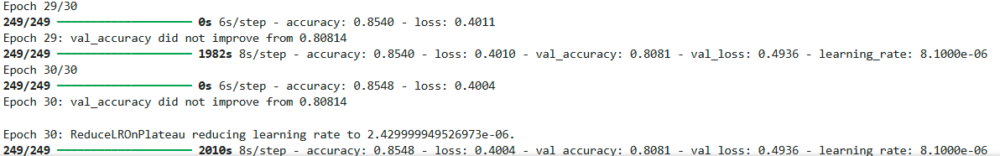 Epoch 29/30
249/249 ━━━━━━━━━━━━━━━━━━━━ 0s 6s/step - accuracy: 0.8540 - loss: 0.4011
Epoch 29: val_accuracy did not improve from 0.80814
249/249 ━━━━━━━━━━━━━━━━━━━━ 1982s 8s/step - accuracy: 0.8540 - loss: 0.4010 - val_accuracy: 0.8081 - val_loss: 0.4936 - learning_rate: 8.1000e-06
Epoch 30/30
249/249 ━━━━━━━━━━━━━━━━━━━━ 0s 6s/step - accuracy: 0.8548 - loss: 0.4004
Epoch 30: val_accuracy did not improve from 0.80814
Epoch 30: ReduceLROnPlateau reducing learning rate to 2.429999949526973e-06.
249/249 ━━━━━━━━━━━━━━━━━━━━ 2010s 8s/step - accuracy: 0.8548 - loss: 0.4004 - val_accuracy: 0.8081 - val_loss: 0.4936 - learning_rate: 8.1000e-06